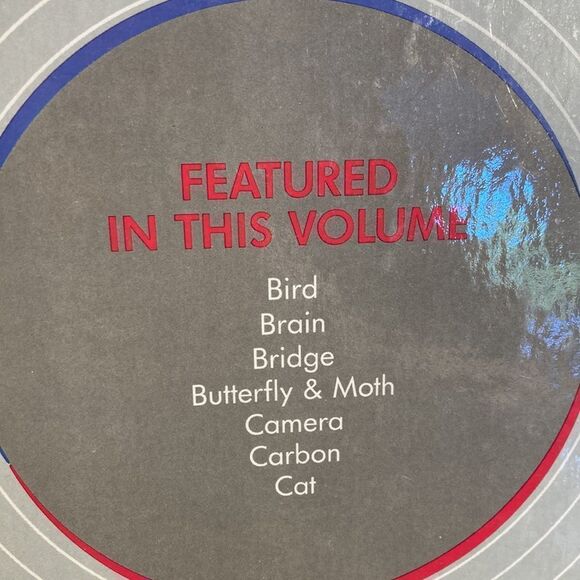 FEATURED
IN THIS VOLUME
Bird
Brain
Bridge
Butterfly & Moth
Camera
Carbon
Cat